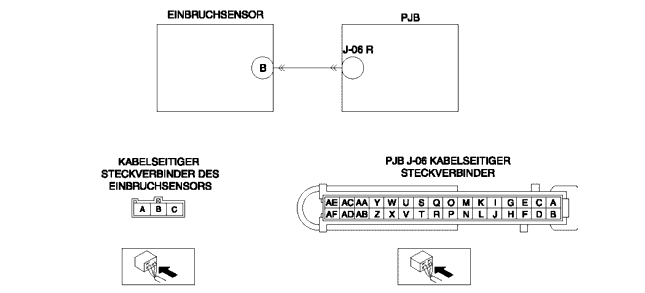 EINBRUCHSENSOR
PJB
B
J-06 R
KABELSEITIGER
STECKVERBINDER DES
EINBRUCHSENSORS
A B C
PJB J-06 KABELSEITIGER
STECKVERBINDER
AE AC AA Y W U S Q O M K I G E C A
AF AD AB Z X V T R P N L J H F D B